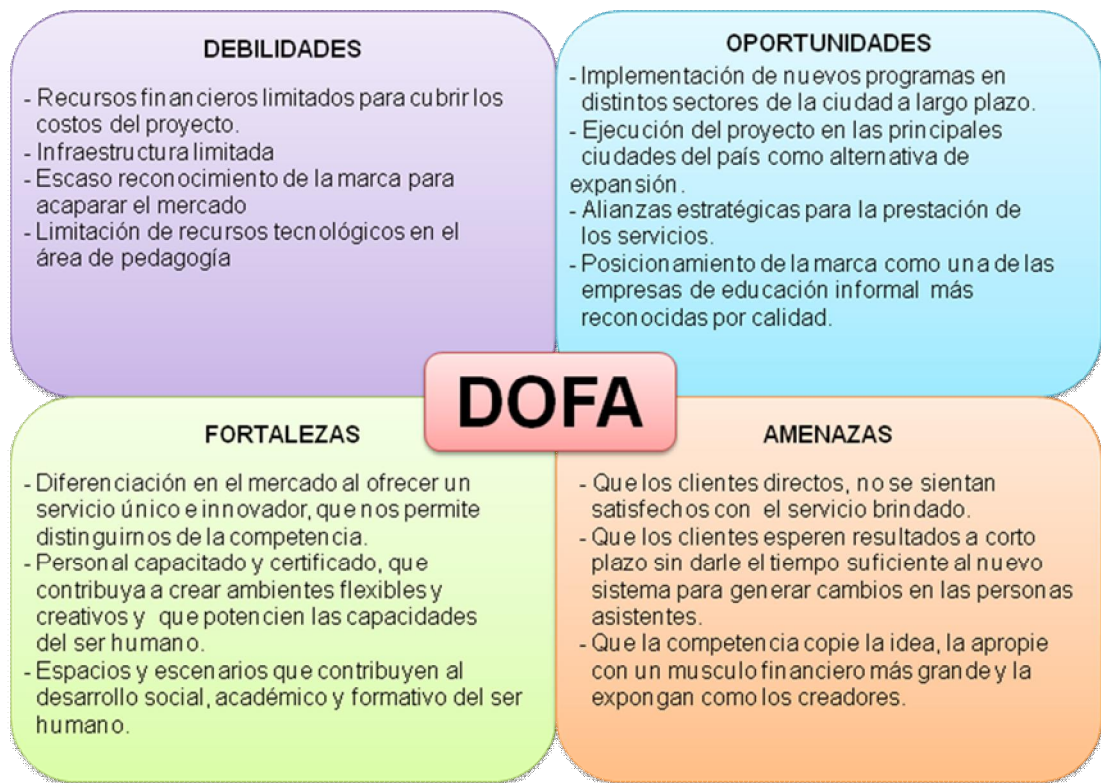 DEBILIDADES
- Recursos financieros limitados para cubrir los
costos del proyecto.
- Infraestructura limitada
- Escaso reconocimiento de la marca para
acaparar el mercado
- Limitación de recursos tecnológicos en el
área de pedagogía
OPORTUNIDADES
- Implementación de nuevos programas en
distintos sectores de la ciudad a largo plazo.
- Ejecución del proyecto en las principales
ciudades del país como alternativa de
expansión.
- Alianzas estratégicas para la prestación de
los servicios.
- Posicionamiento de la marca como una de las
empresas de educación informal más
reconocidas por calidad.
DOFA
FORTALEZAS
- Diferenciación en el mercado al ofrecer un
servicio único e innovador, que nos permite
distinguirnos de la competencia.
- Personal capacitado y certificado, que
contribuya a crear ambientes flexibles y
creativos y que potencien las capacidades
del ser humano.
- Espacios y escenarios que contribuyen al
desarrollo social, académico y formativo del ser
humano.
AMENAZAS
- Que los clientes directos, no se sientan
satisfechos con el servicio brindado.
- Que los clientes esperen resultados a corto
plazo sin darle el tiempo suficiente al nuevo
sistema para generar cambios en las personas
asistentes.
- Que la competencia copie la idea, la apropie
con un musculo financiero más grande y la
expongan como los creadores.